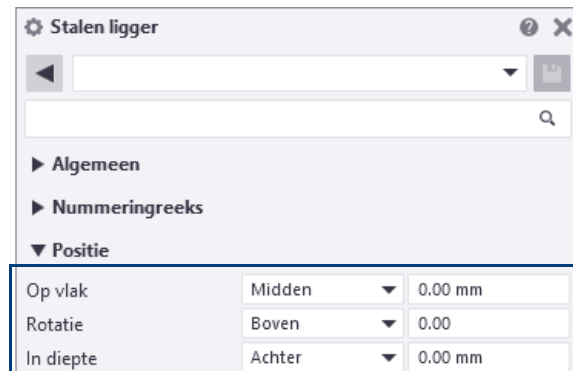 Stalen ligger
Algemeen
Nummeringreeks
Positie
Op vlak Midden 0.00 mm
Rotatie Boven 0.00
In diepte Achter 0.00 mm